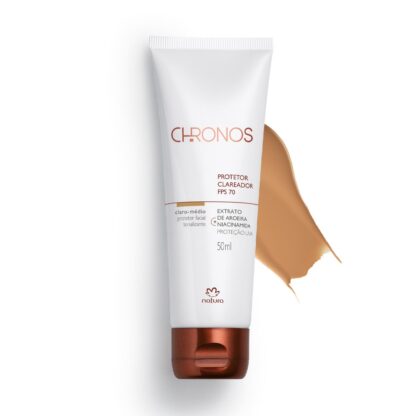 CHRONOS
PROTETOR
CLAREADOR
FPS 70
claro-médio
protetor facial
tonalizante
EXTRATO
DE AROEIRA
NIACINAMIDA
PROTEÇÃO UVA
50ml
natura